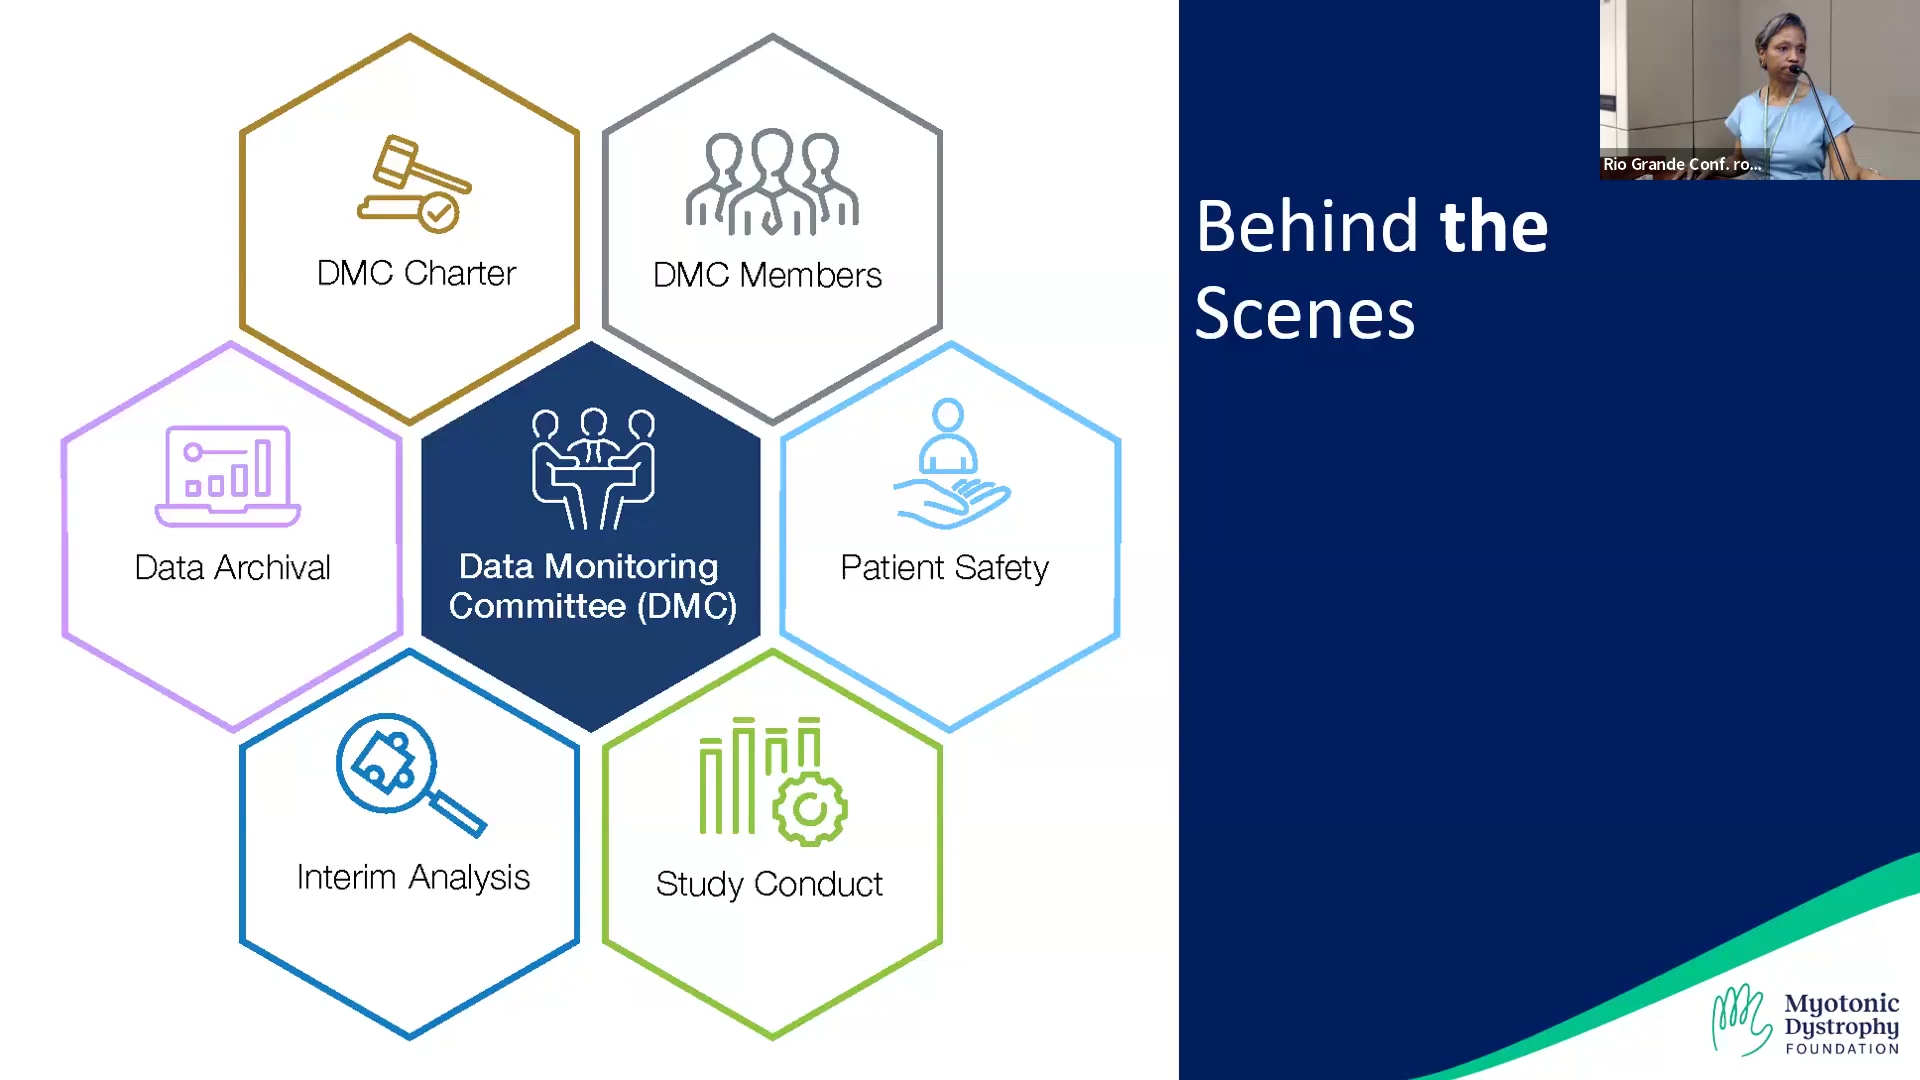 DMC Charter
DMC Members
Data Archival
Data Monitoring
Committee (DMC)
Patient Safety
Interim Analysis
Study Conduct
Rio Grande Conf. ro...
Behind the
Scenes
Myotonic
Dystrophy
FOUNDATION